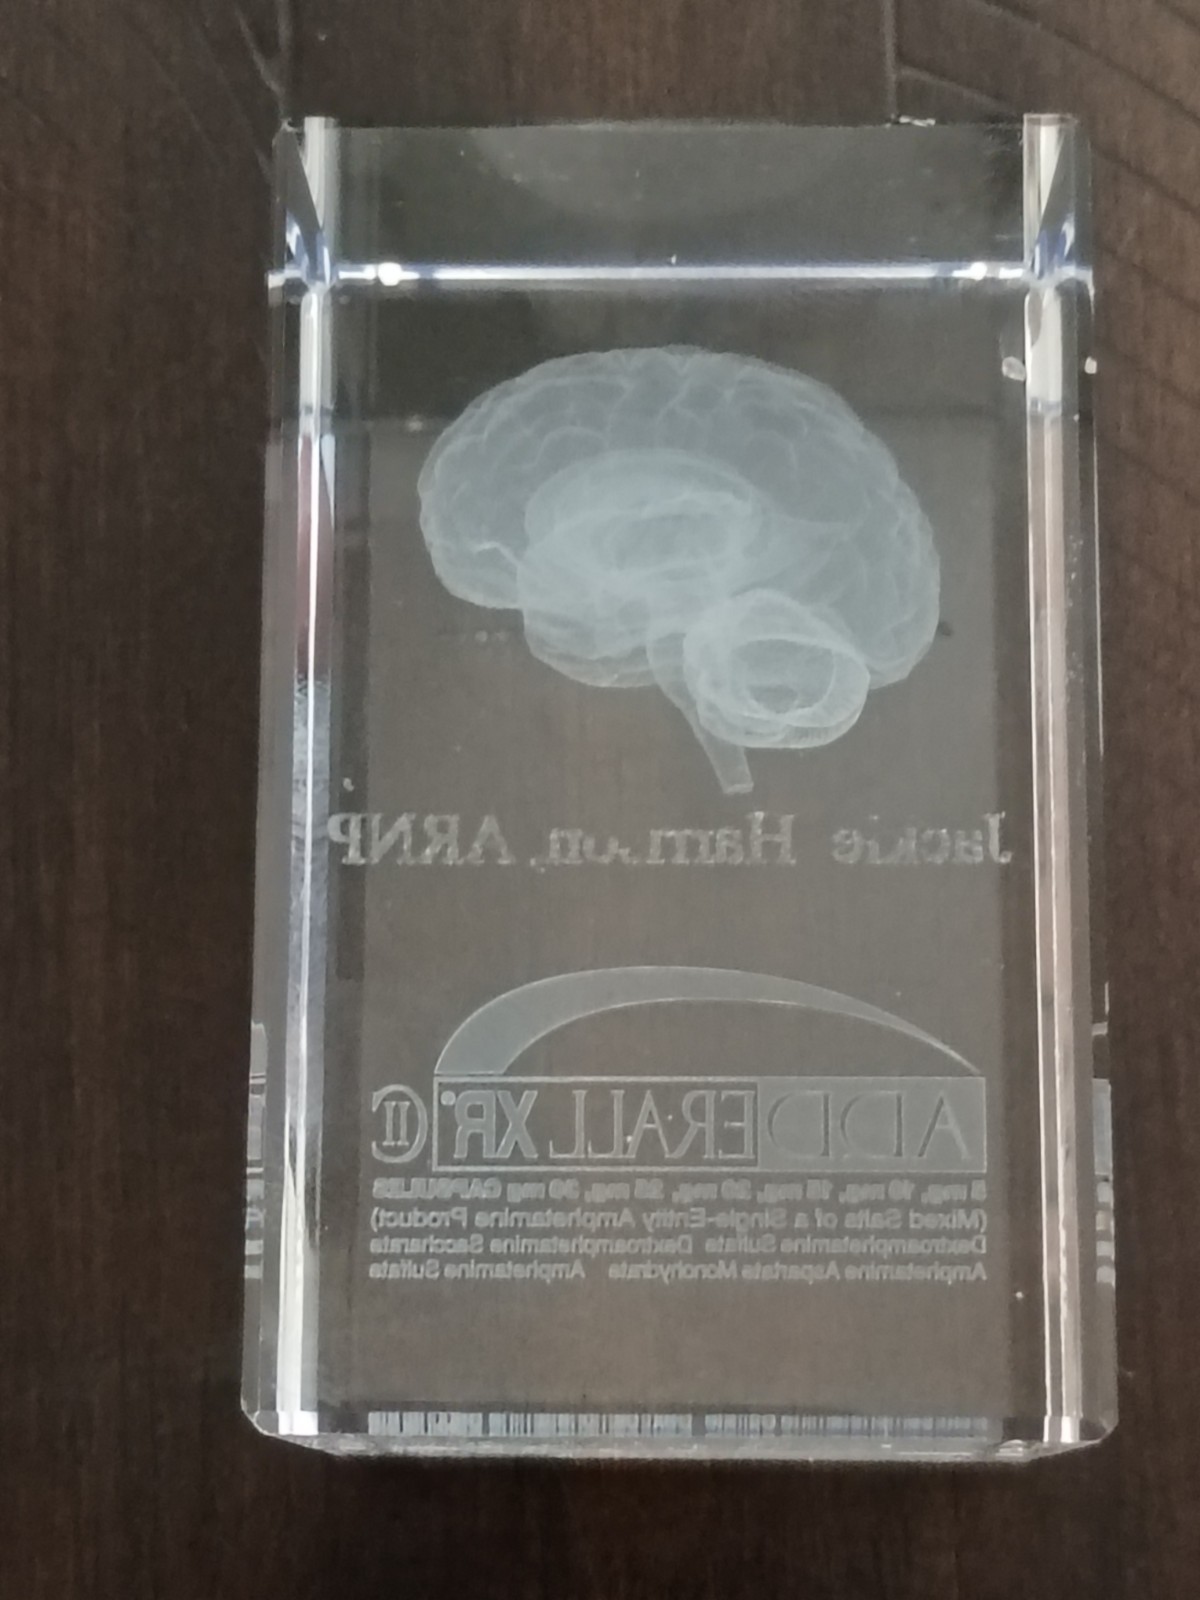 Jackie ARNP
ADDERALL XR® CII
5 mg, 10 mg, 15 mg, 20 mg, 25 mg, 30 mg CAPSULES
(Mixed Salts of a Single-Entity Amphetamine Product)
Dextroamphetamine Sulfate Dextroamphetamine Saccharate
Amphetamine Aspartate Monohydrate Amphetamine Sulfate